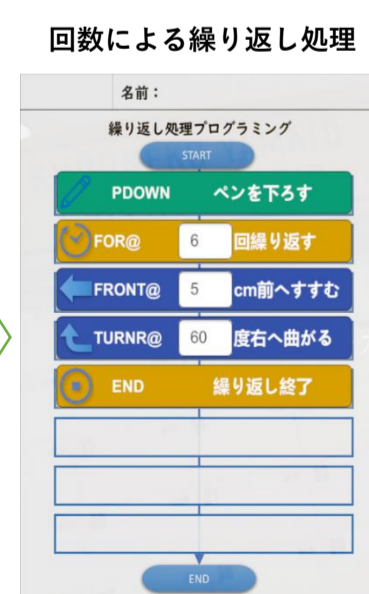 回数による繰り返し処理
名前：
繰り返し処理プログラミング
START
PDOWN ペンを下ろす
FOR@ 6 回繰り返す
FRONT@ 5 cm前へすすむ
TURNR@ 60 度右へ曲がる
END 繰り返し終了
END